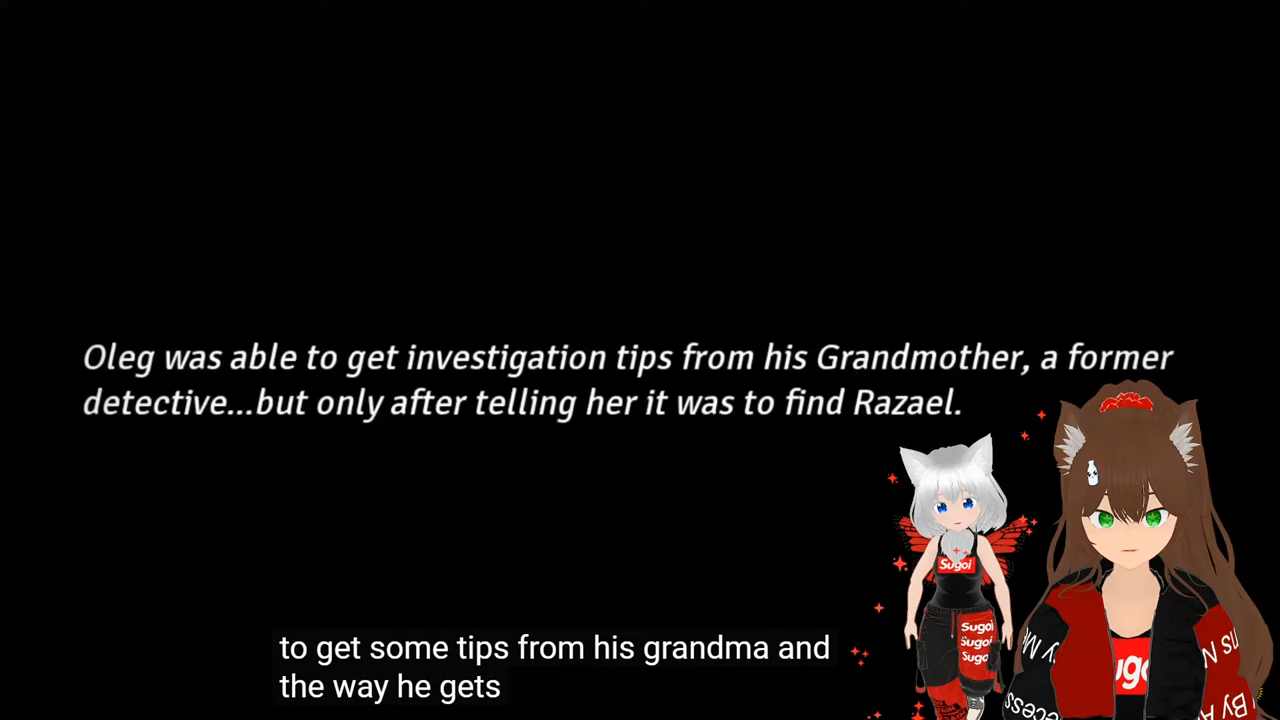 Oleg was able to get investigation tips from his Grandmother, a former
detective...but only after telling her it was to find Razael.
Sugoi
Sugoi
Sugoi
Sugoi
to get some tips from his grandma and
the way he gets